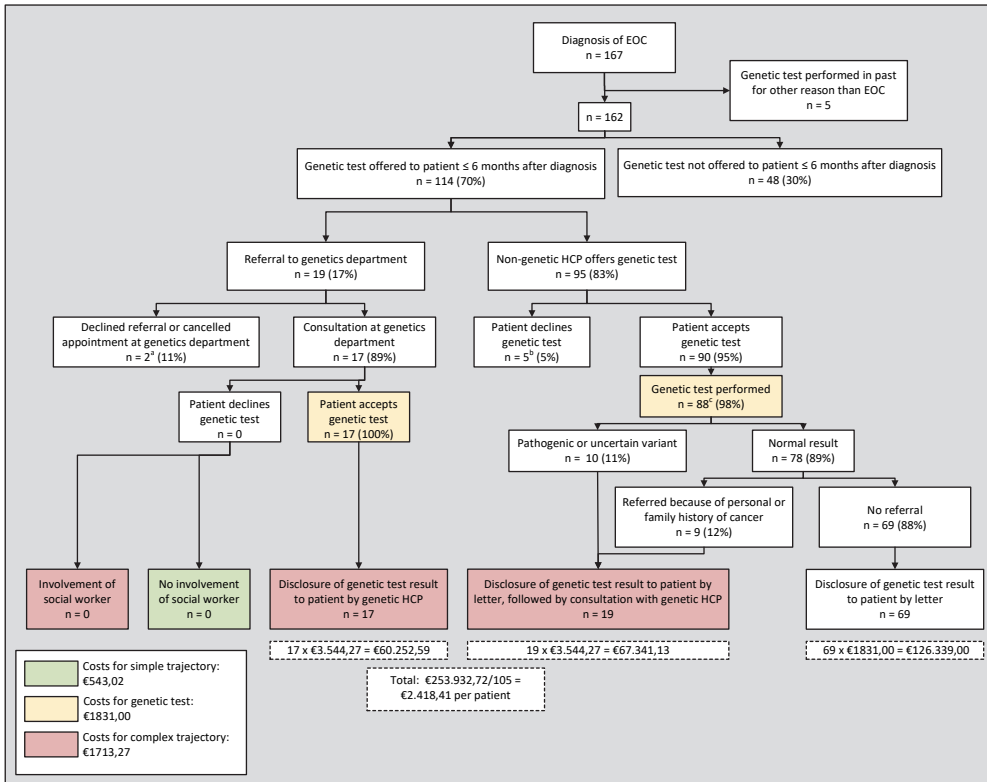 Diagnosis of EOC
n = 167
Genetic test performed in past
for other reason than EOC
n = 5
n = 162
Genetic test offered to patient ≤ 6 months after diagnosis
n = 114 (70%)
Genetic test not offered to patient ≤ 6 months after diagnosis
n = 48 (30%)
Referral to genetics department
n = 19 (17%)
Non-genetic HCP offers genetic test
n = 95 (83%)
Declined referral or cancelled
appointment at genetics department
n = 2ᵃ (11%)
Consultation at genetics
department
n = 17 (89%)
Patient declines
genetic test
n = 5ᵇ (5%)
Patient accepts
genetic test
n = 90 (95%)
Patient declines
genetic test
n = 0
Patient accepts
genetic test
n = 17 (100%)
Genetic test performed
n = 88ᶜ (98%)
Pathogenic or uncertain variant
n = 10 (11%)
Normal result
n = 78 (89%)
Referred because of personal or
family history of cancer
n = 9 (12%)
No referral
n = 69 (88%)
Involvement of
social worker
n = 0
No involvement
of social worker
n = 0
Disclosure of genetic test result
to patient by genetic HCP
n = 17
Disclosure of genetic test result to patient by
letter, followed by consultation with genetic HCP
n = 19
Disclosure of genetic test result
to patient by letter
n = 69
17 x €3.544,27 = €60.252,59
19 x €3.544,27 = €67.341,13
69 x €1831,00 = €126.339,00
Total: €253.932,72/105 =
€2.418,41 per patient
Costs for simple trajectory:
€543,02
Costs for genetic test:
€1831,00
Costs for complex trajectory:
€1713,27